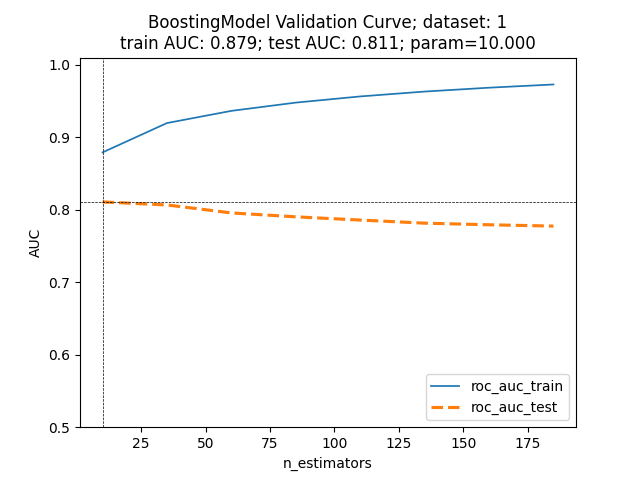 BoostingModel Validation Curve; dataset: 1
train AUC: 0.879; test AUC: 0.811; param=10.000
1.0
0.9
0.8
0.7
0.6
0.5
AUC
roc_auc_train
roc_auc_test
25 50 75 100 125 150 175
n_estimators